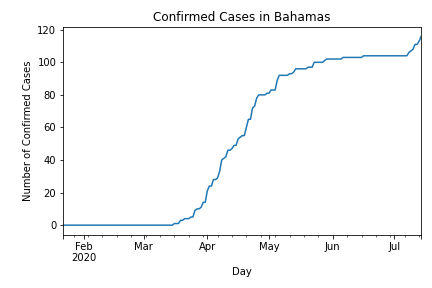 Confirmed Cases in Bahamas
Number of Confirmed Cases
120
100
80
60
40
20
0
Feb Mar Apr May Jun Jul
2020
Day